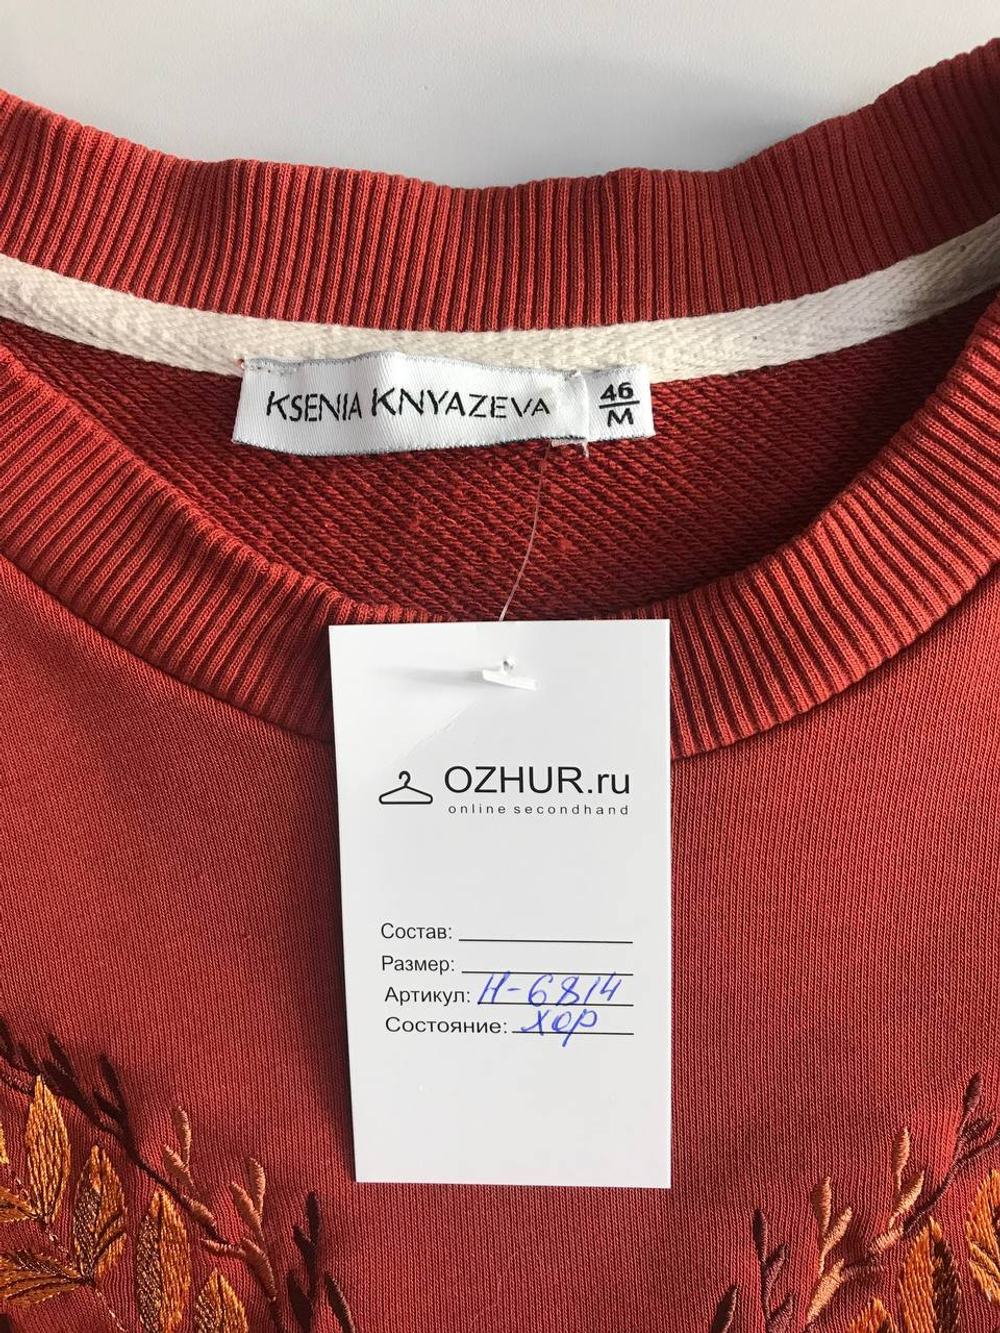 KSENIA KNYAZEVA
46
M
OZHUR.ru
online secondhand
Состав:
Размер:
Артикул: Н-6814
Состояние: хор